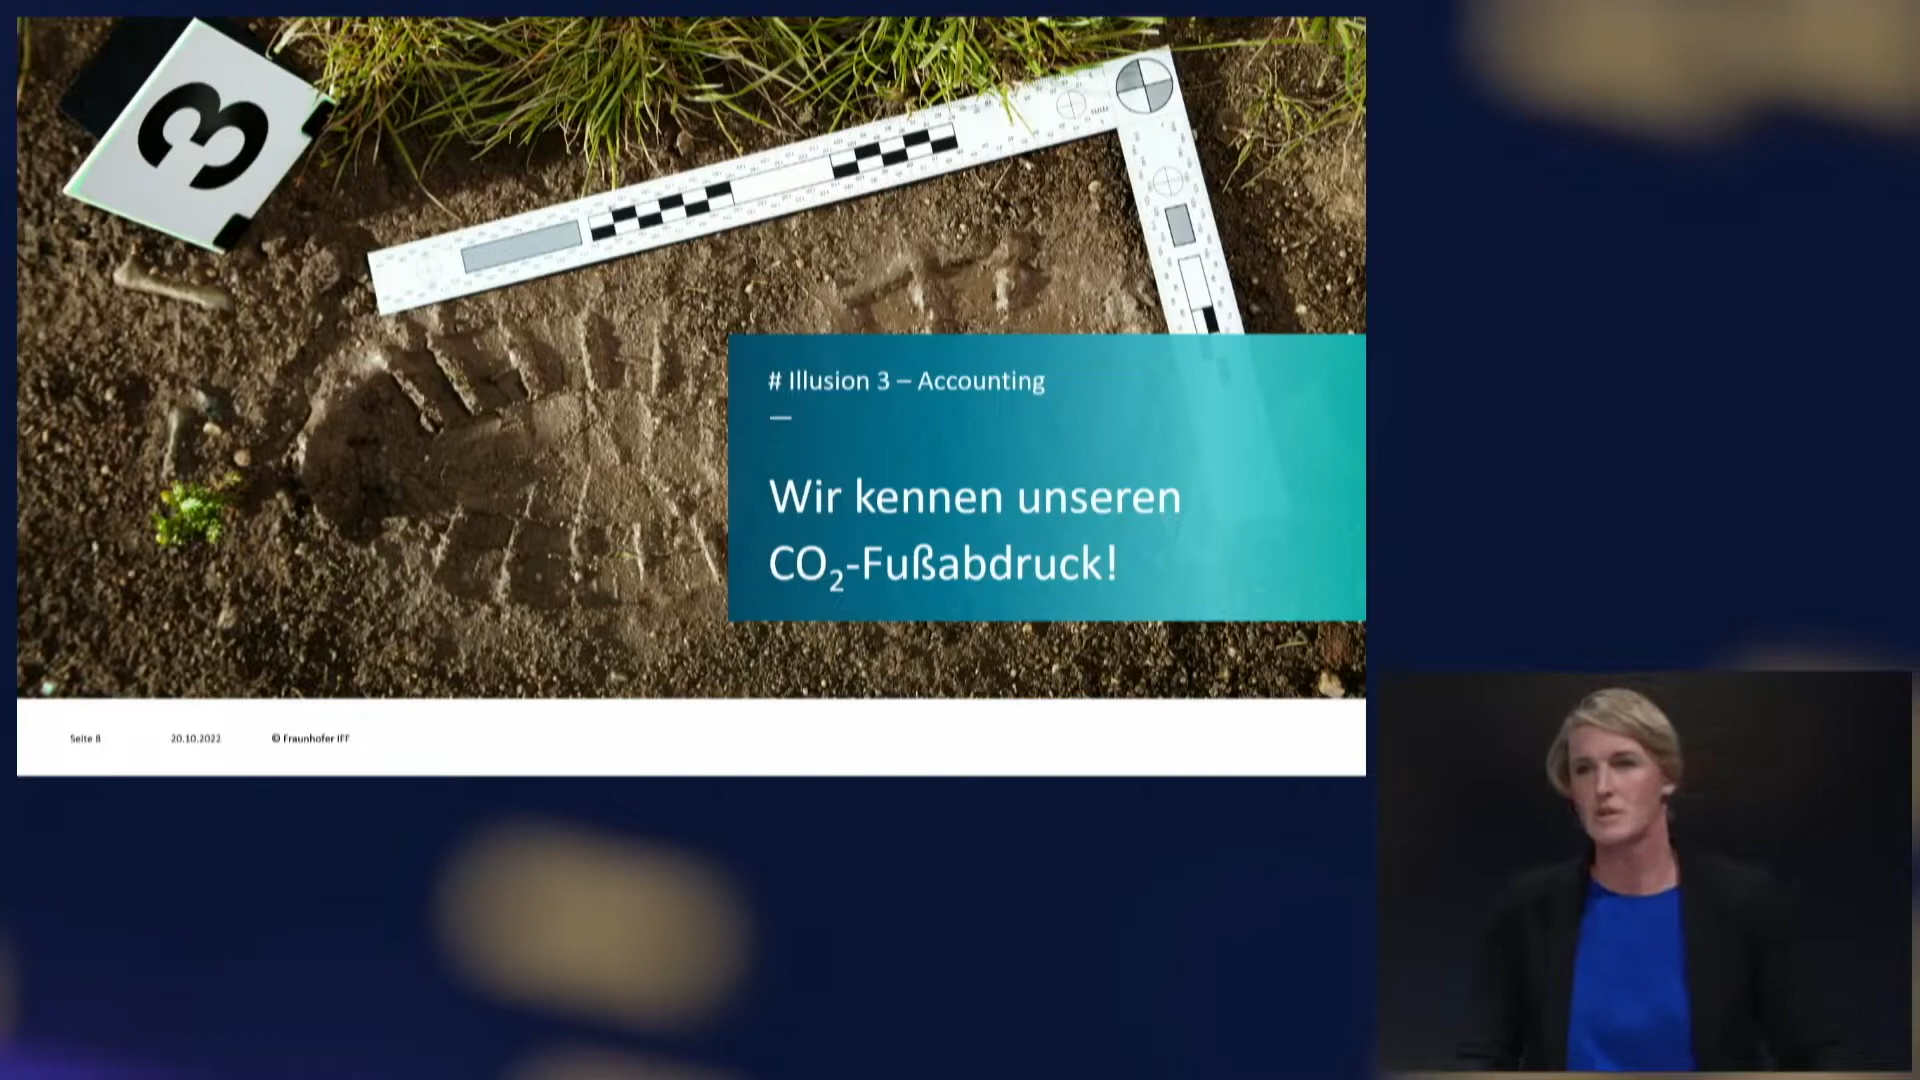 3
# Illusion 3 – Accounting
—
Wir kennen unseren
CO₂-Fußabdruck!
Seite 8 20.10.2022 © Fraunhofer IFF